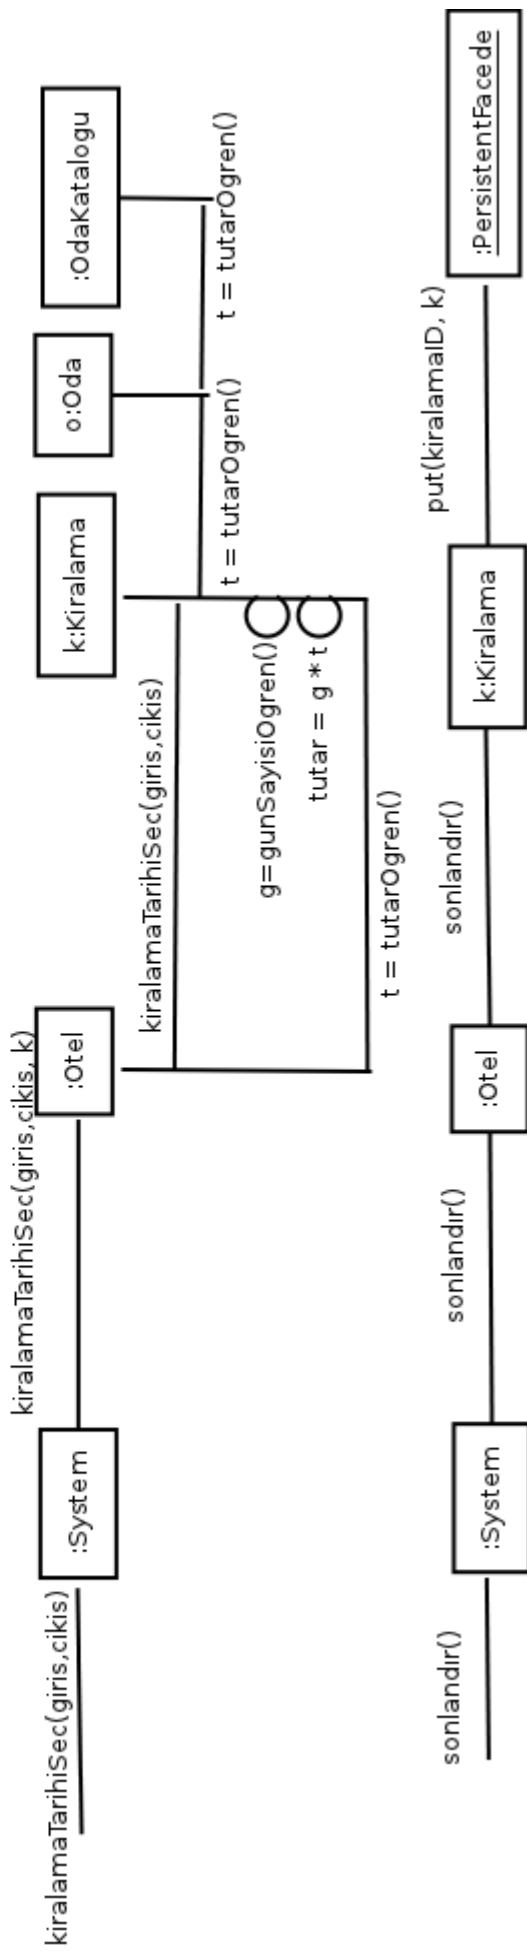 kiralamaTarihiSec(giris,cikis)
:System
kiralamaTarihiSec(giris,cikis, k)
:Otel
kiralamaTarihiSec(giris,cikis)
k:Kiralama
o:Oda
:OdaKatalogu
t = tutarOgren()
t = tutarOgren()
g=gunSayisiOgren()
tutar = g * t
t = tutarOgren()
sonlandır()
:System
sonlandır()
:Otel
sonlandır()
k:Kiralama
put(kiralamaID, k)
:PersistentFacede